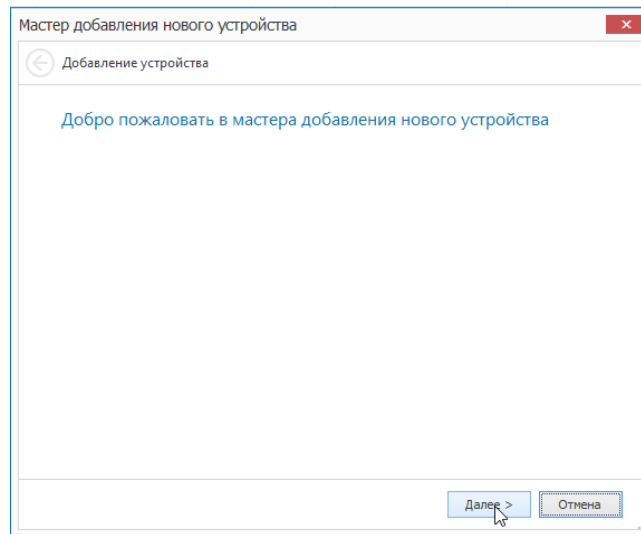 Мастер добавления нового устройства
Добавление устройства
Добро пожаловать в мастера добавления нового устройства
Далее >
Отмена